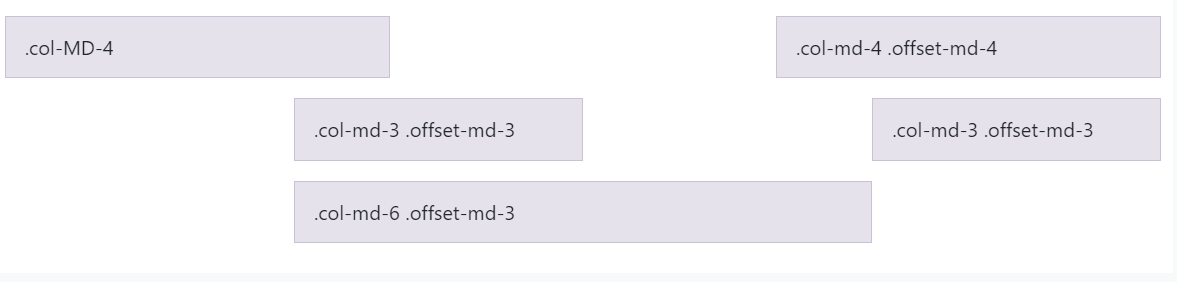 .col-MD-4
.col-md-4 .offset-md-4
.col-md-3 .offset-md-3
.col-md-3 .offset-md-3
.col-md-6 .offset-md-3